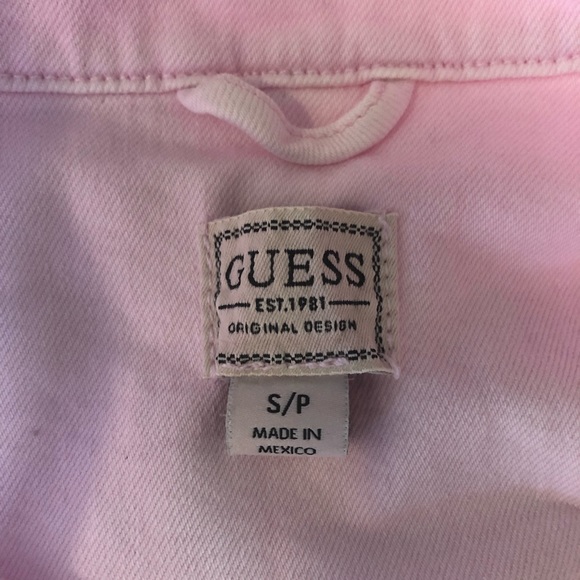 GUESS
EST.1981
ORIGINAL DESIGN
S/P
MADE IN
MEXICO